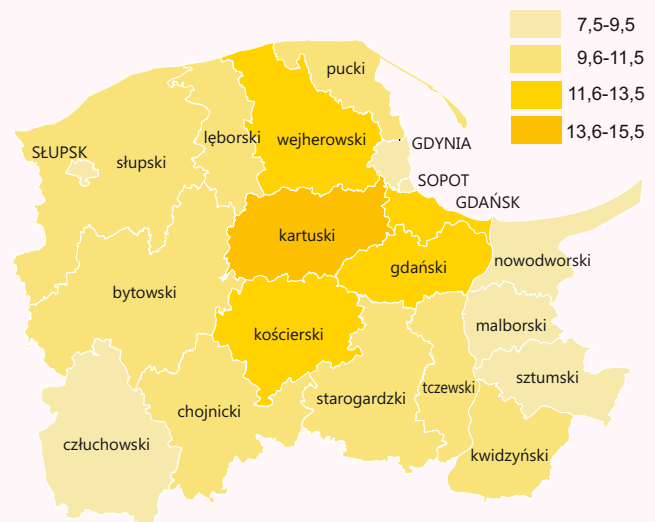 7,5-9,5
9,6-11,5
11,6-13,5
13,6-15,5
pucki
lęborski
wejherowski
GDYNIA
SŁUPSK
słupski
SOPOT
GDAŃSK
kartuski
nowodworski
gdański
bytowski
malborski
kościerski
sztumski
tczewski
starogardzki
chojnicki
człuchowski
kwidzyński